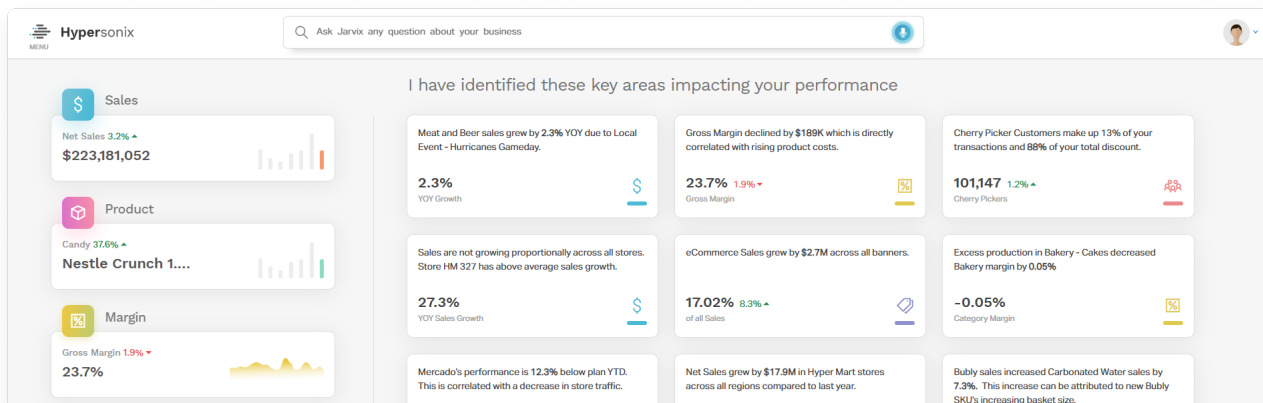 Hypersonix
MENU
Ask Jarvix any question about your business
Sales
Net Sales 3.2%
$223,181,052
Product
Candy 37.6%
Nestle Crunch 1....
Margin
Gross Margin 1.9%
23.7%
I have identified these key areas impacting your performance
Meat and Beer sales grew by 2.3% YOY due to Local
Event - Hurricanes Gameday.
2.3%
YOY Growth
Gross Margin declined by $189K which is directly
correlated with rising product costs.
23.7% 1.9%
Gross Margin
Cherry Picker Customers make up 13% of your
transactions and 88% of your total discount.
101,147 1.2%
Cherry Pickers
Sales are not growing proportionally across all stores.
Store HM 327 has above average sales growth.
27.3%
YOY Sales Growth
eCommerce Sales grew by $2.7M across all banners.
17.02% 8.3%
of all Sales
Excess production in Bakery - Cakes decreased
Bakery margin by 0.05%
-0.05%
Category Margin
Mercado's performance is 12.3% below plan YTD.
This is correlated with a decrease in store traffic.
Net Sales grew by $17.9M in Hyper Mart stores
across all regions compared to last year.
Bubly sales increased Carbonated Water sales by
7.3%. This increase can be attributed to new Bubly
SKU's increasing basket size.